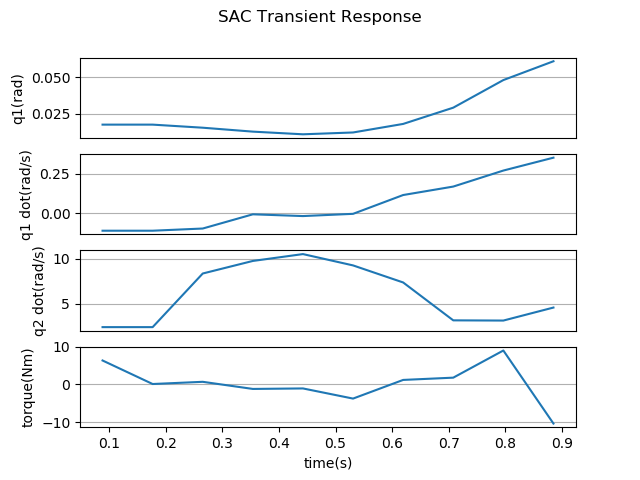 SAC Transient Response
q1(rad)
0.050
0.025
q1 dot(rad/s)
0.25
0.00
q2 dot(rad/s)
10
5
torque(Nm)
10
0
−10
0.1 0.2 0.3 0.4 0.5 0.6 0.7 0.8 0.9
time(s)